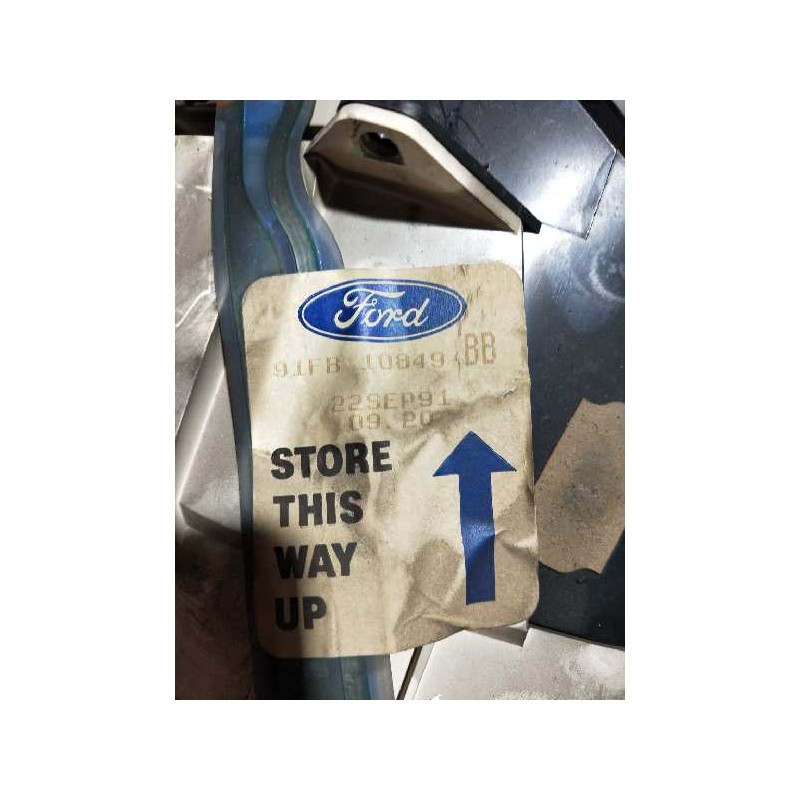 Ford
91FB 10849 BB
22SEP91
09 20
STORE
THIS
WAY
UP